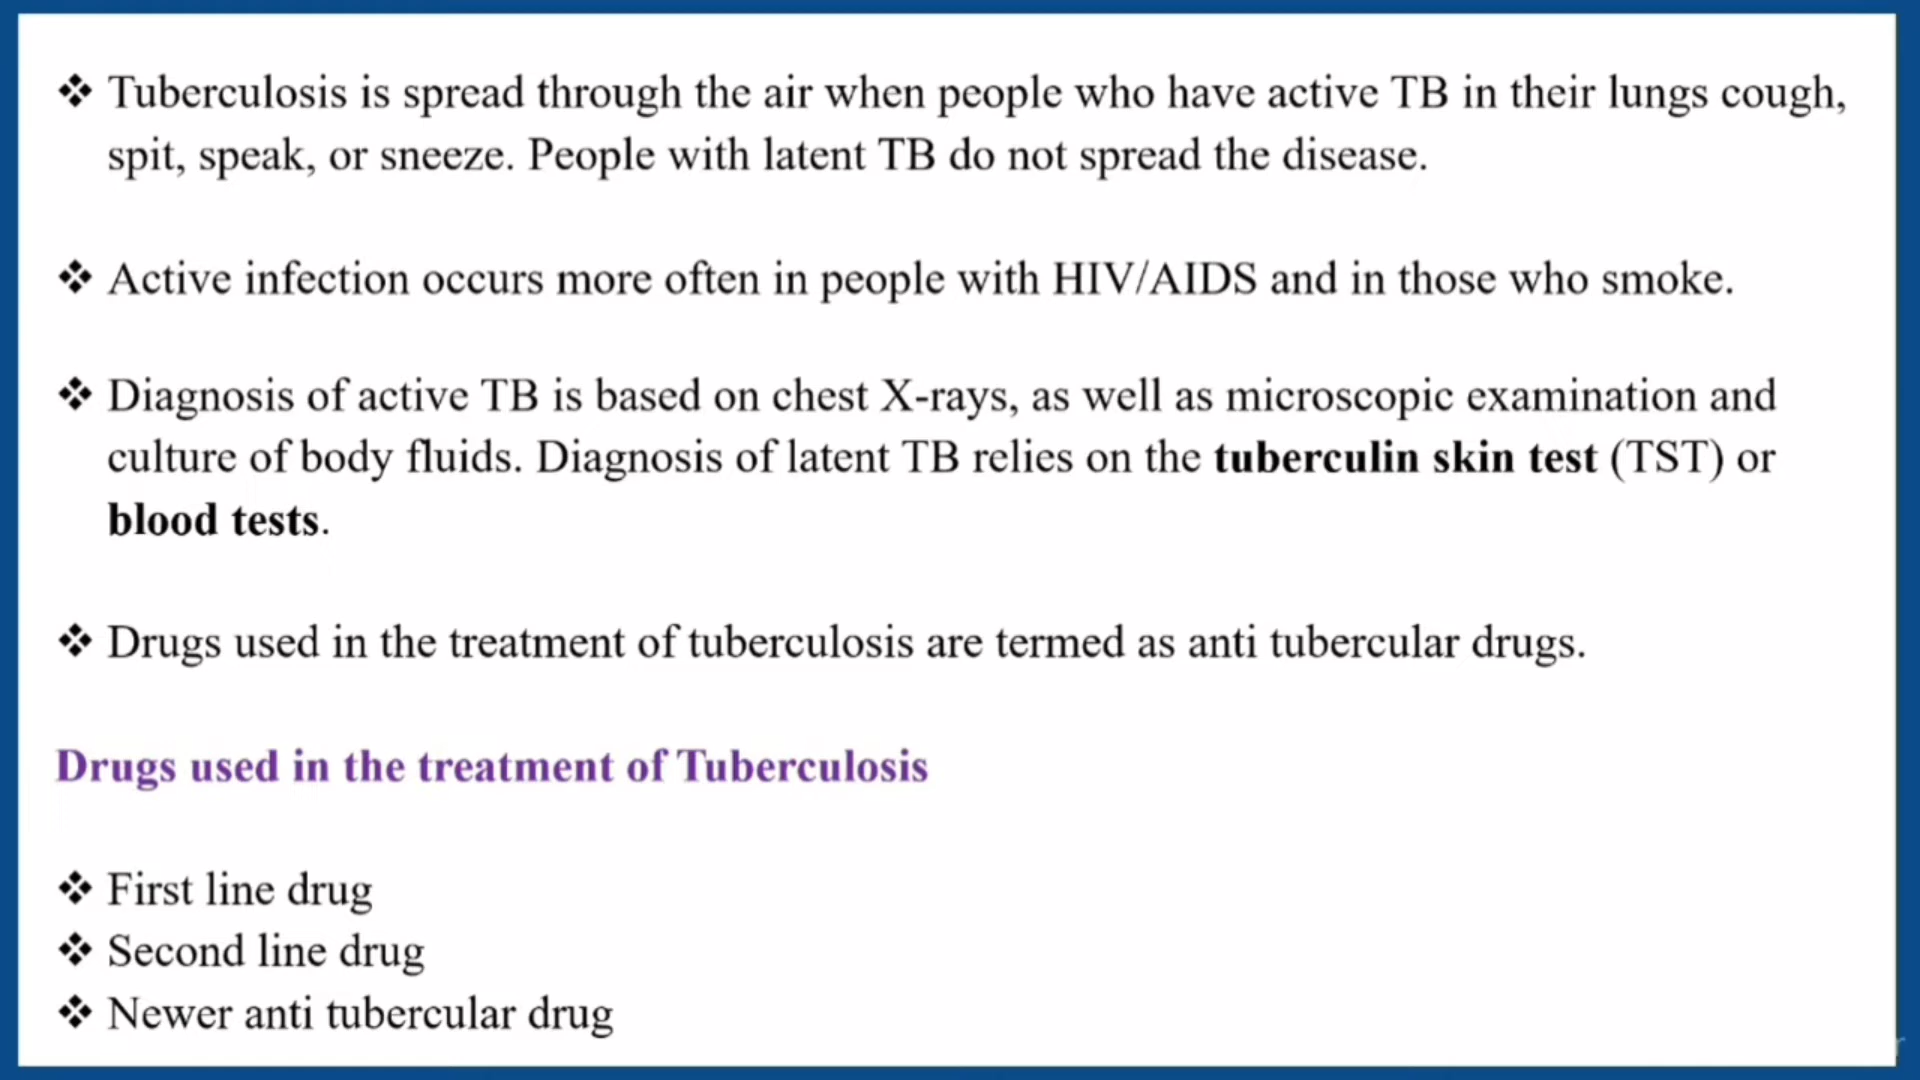 ❖ Tuberculosis is spread through the air when people who have active TB in their lungs cough,
spit, speak, or sneeze. People with latent TB do not spread the disease.
❖ Active infection occurs more often in people with HIV/AIDS and in those who smoke.
❖ Diagnosis of active TB is based on chest X-rays, as well as microscopic examination and
culture of body fluids. Diagnosis of latent TB relies on the tuberculin skin test (TST) or
blood tests.
❖ Drugs used in the treatment of tuberculosis are termed as anti tubercular drugs.
Drugs used in the treatment of Tuberculosis
❖ First line drug
❖ Second line drug
❖ Newer anti tubercular drug